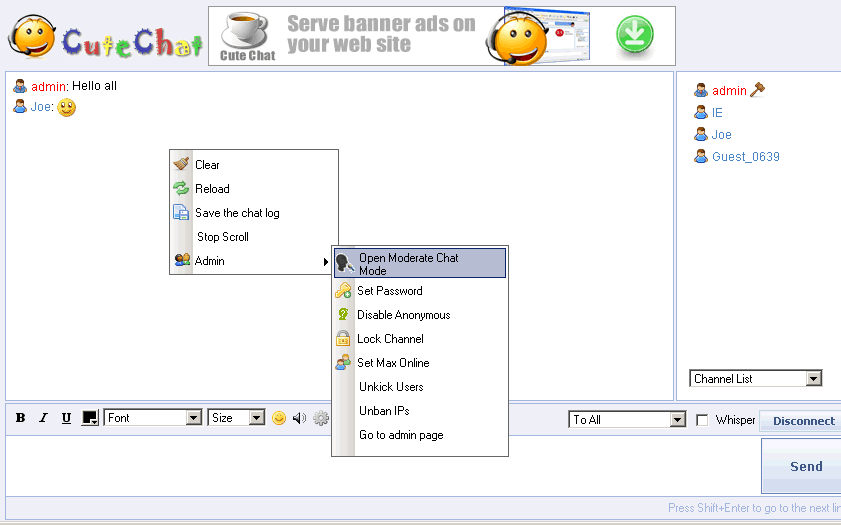 CuteChat
Serve banner ads on
your web site
Cute Chat
admin: Hello all
Joe:
admin
IE
Joe
Guest_0639
Clear
Reload
Save the chat log
Stop Scroll
Admin
Open Moderate Chat
Mode
Set Password
Disable Anonymous
Lock Channel
Set Max Online
Unkick Users
Unban IPs
Go to admin page
Channel List
B I U Font Size To All Whisper Disconnect
Send
Press Shift+Enter to go to the next lin